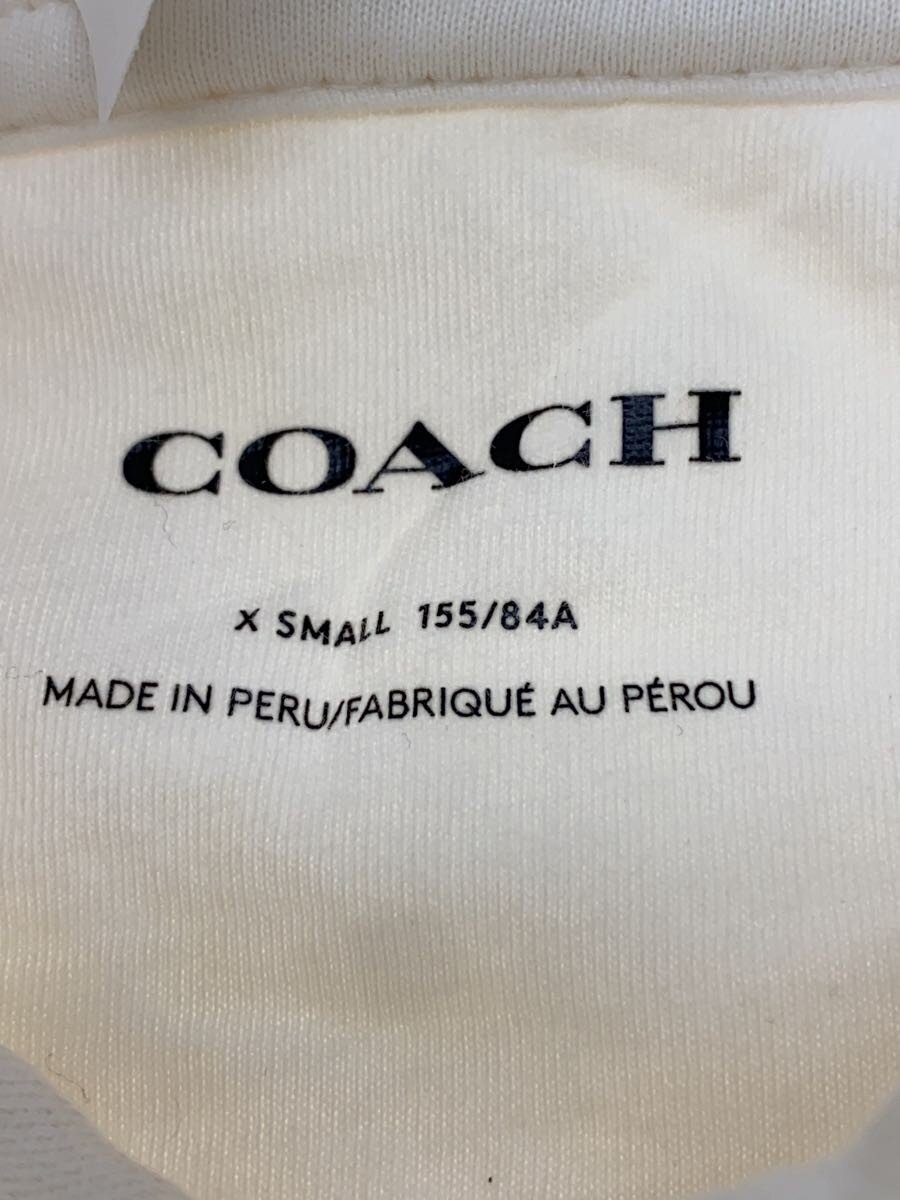 COACH
X SMALL 155/84A
MADE IN PERU/FABRIQUÉ AU PÉROU